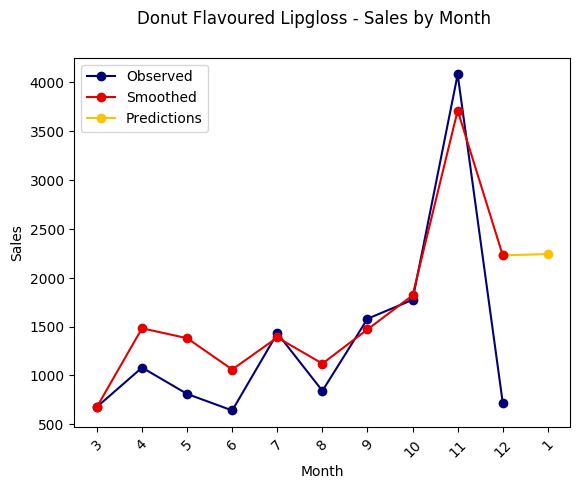 Donut Flavoured Lipgloss - Sales by Month
Observed
Smoothed
Predictions
4000
3500
3000
2500
2000
1500
1000
500
Sales
3 4 5 6 7 8 9 10 11 12 1
Month